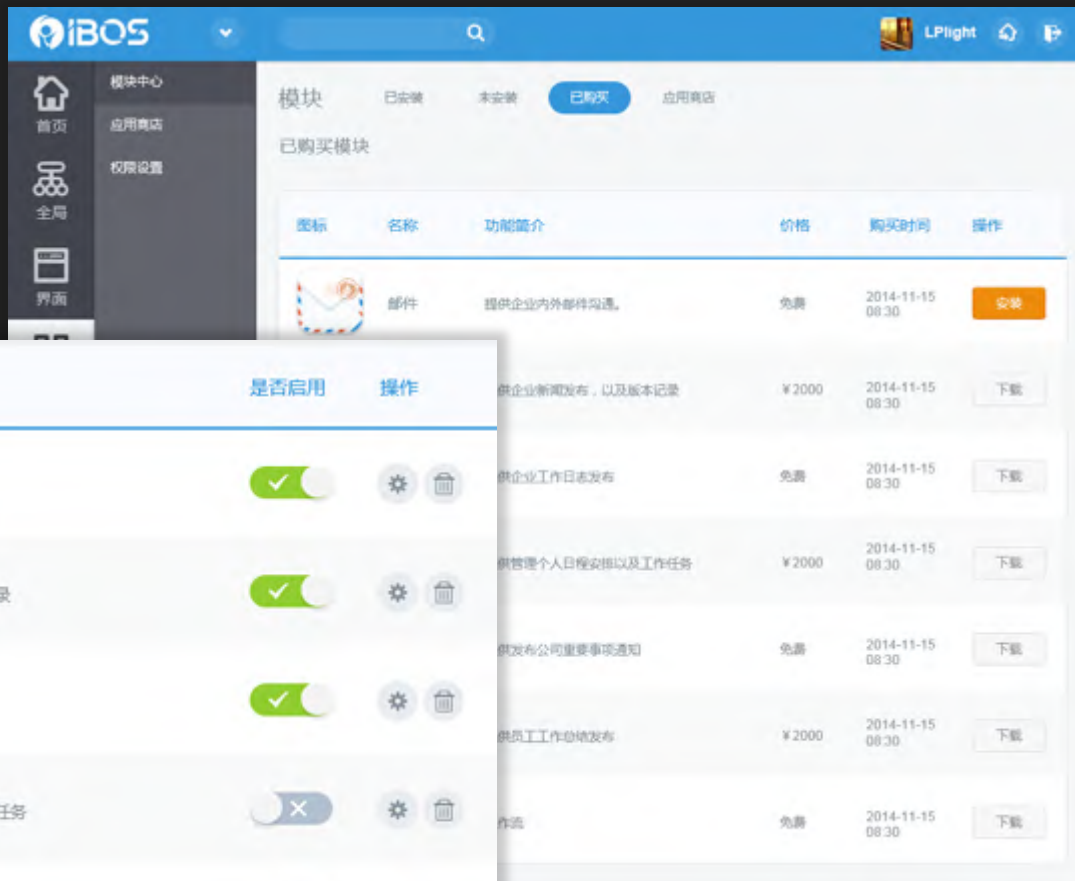 iBOS
LPlight
首页
全局
界面
模块中心
应用商店
权限设置
模块
已安装
未安装
已购买
应用商店
已购买模块
图标
名称
功能简介
价格
购买时间
操作
邮件
提供企业内外邮件沟通。
免费
2014-11-15
08:30
安装
供企业新闻发布，以及版本记录
￥2000
2014-11-15
08:30
下载
供企业工作日志发布
免费
2014-11-15
08:30
下载
供管理个人日程安排以及工作任务
￥2000
2014-11-15
08:30
下载
供发布公司重要事项通知
免费
2014-11-15
08:30
下载
供员工工作总结发布
￥2000
2014-11-15
08:30
下载
作流
免费
2014-11-15
08:30
下载
是否启用
操作
录
任务